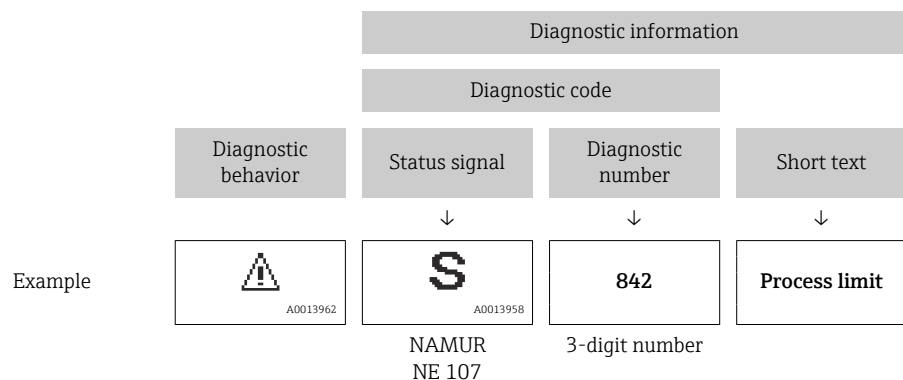 Diagnostic information
Diagnostic code
Diagnostic behavior
Status signal
Diagnostic number
Short text
↓ ↓ ↓
Example
A0013962
S
A0013958
842
Process limit
NAMUR
NE 107
3-digit number